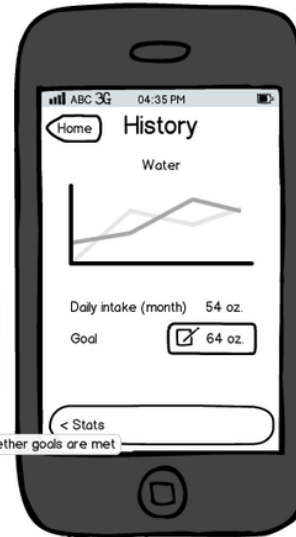 ABC 3G 04:35 PM
Home History
Water
Daily intake (month) 54 oz.
Goal 64 oz.
< Stats
goals are met